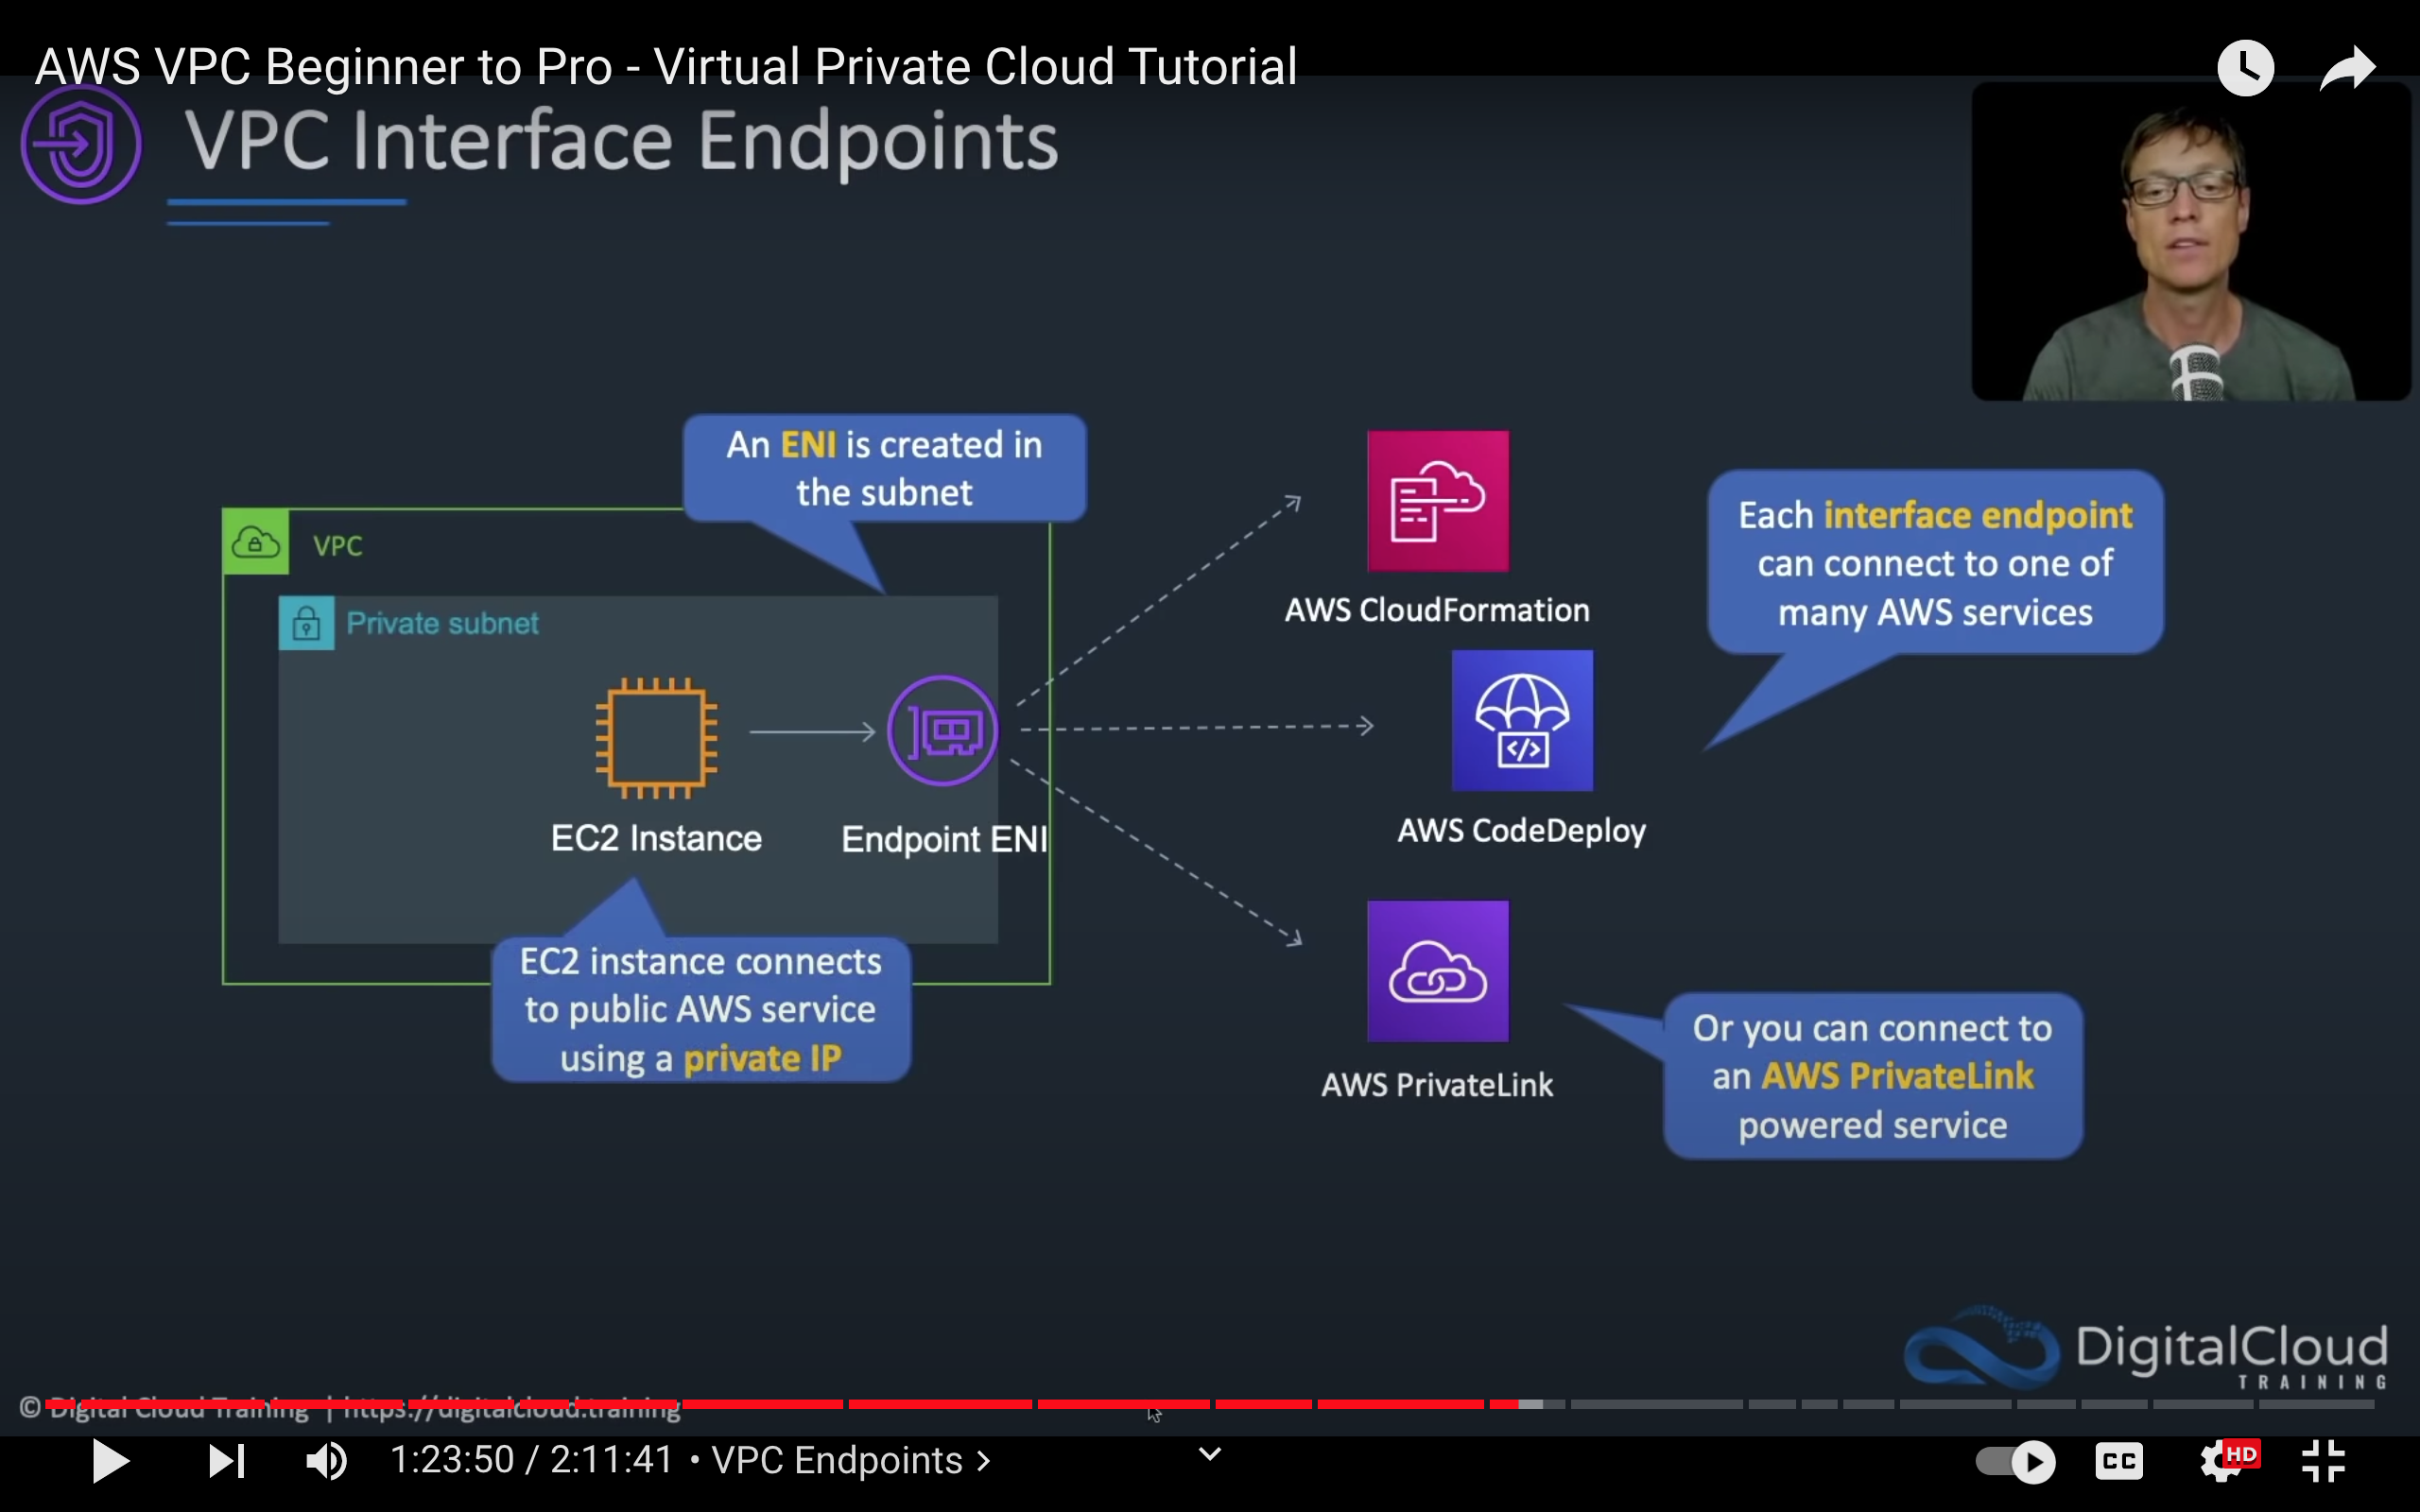 AWS VPC Beginner to Pro - Virtual Private Cloud Tutorial
VPC Interface Endpoints
An ENI is created in
the subnet
VPC
Private subnet
EC2 Instance
Endpoint ENI
EC2 instance connects
to public AWS service
using a private IP
AWS CloudFormation
</>
AWS CodeDeploy
AWS PrivateLink
Each interface endpoint
can connect to one of
many AWS services
Or you can connect to
an AWS PrivateLink
powered service
DigitalCloud
TRAINING
© Digital Cloud Training | https://digitalcloud.training
1:23:50 / 2:11:41 • VPC Endpoints >
CC
HD